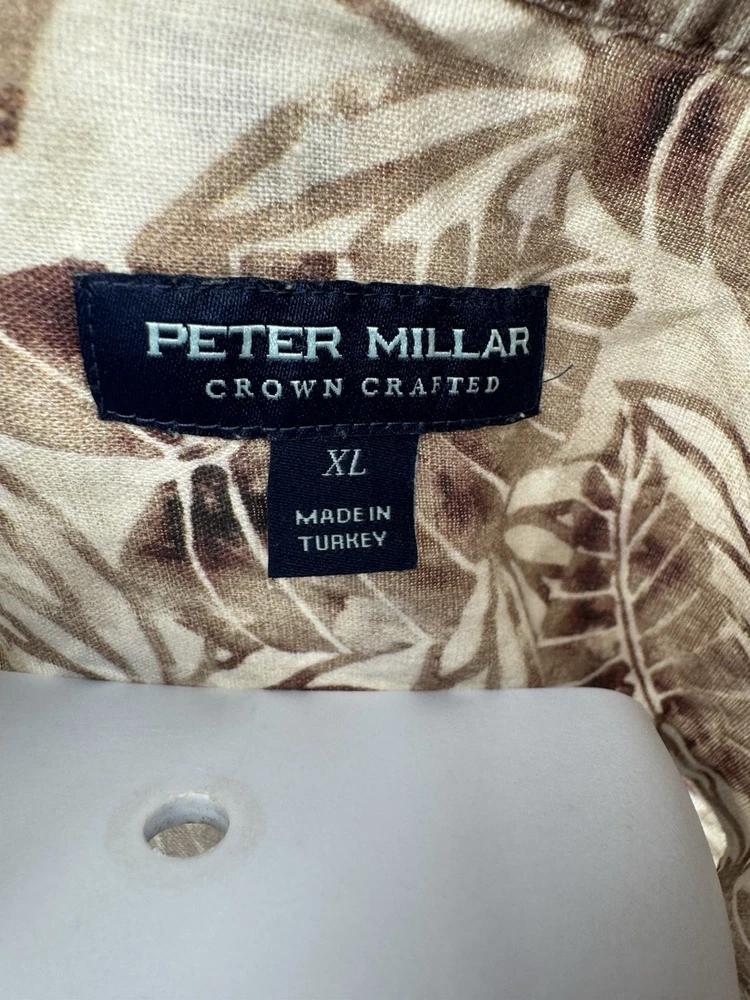 PETER MILLAR
CROWN CRAFTED
XL
MADE IN
TURKEY